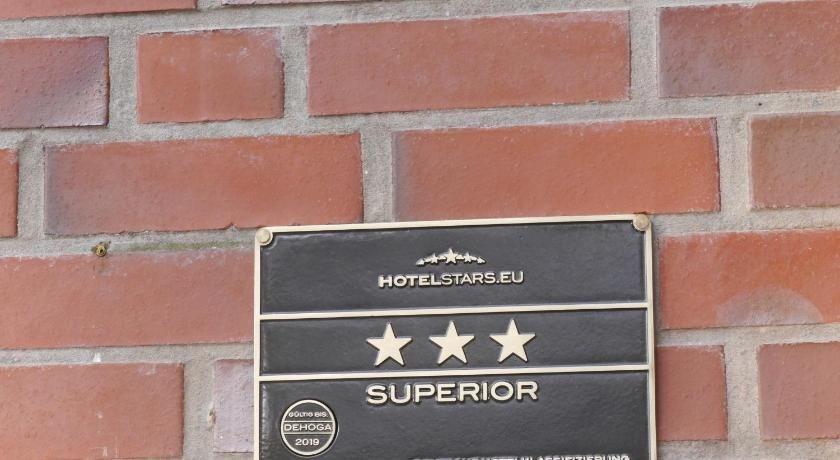 HOTELSTARS.EU
SUPERIOR
GÜLTIG BIS:
DEHOGA
2019